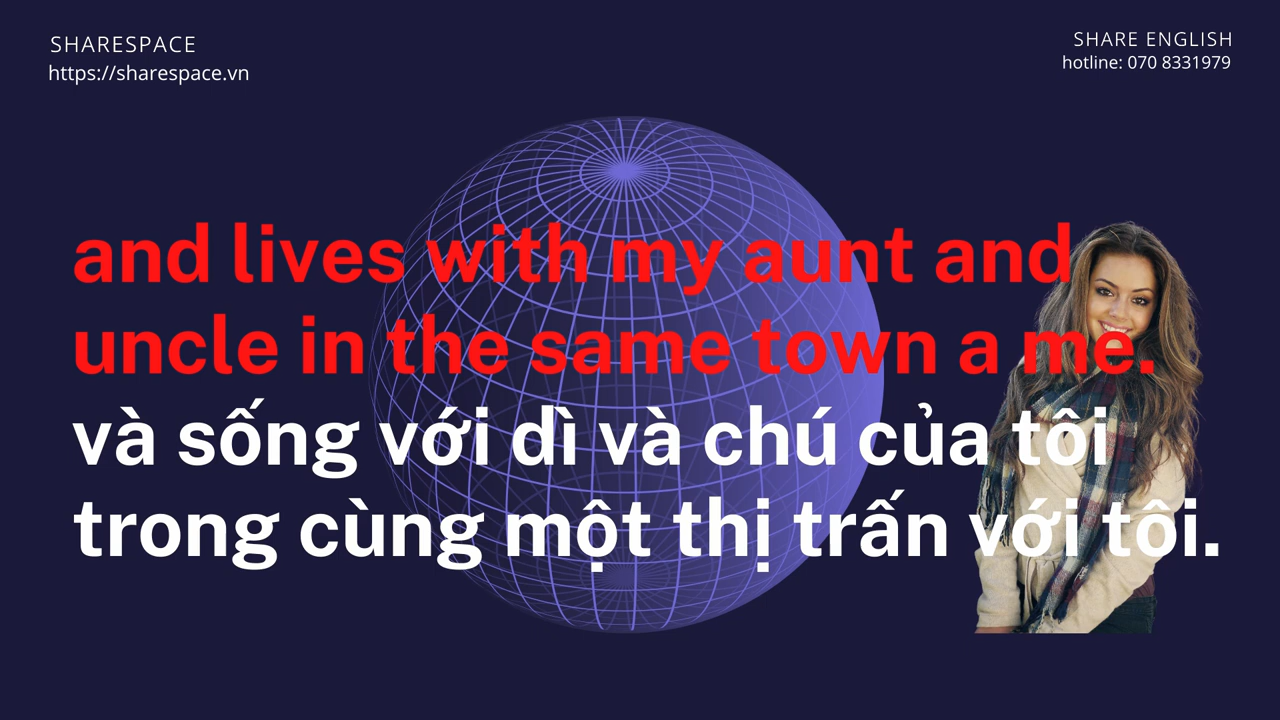 SHARESPACE
https://sharespace.vn
SHARE ENGLISH
hotline: 070 8331979
and lives with my aunt and
uncle in the same town a me.
và sống với dì và chú của tôi
trong cùng một thị trấn với tôi.